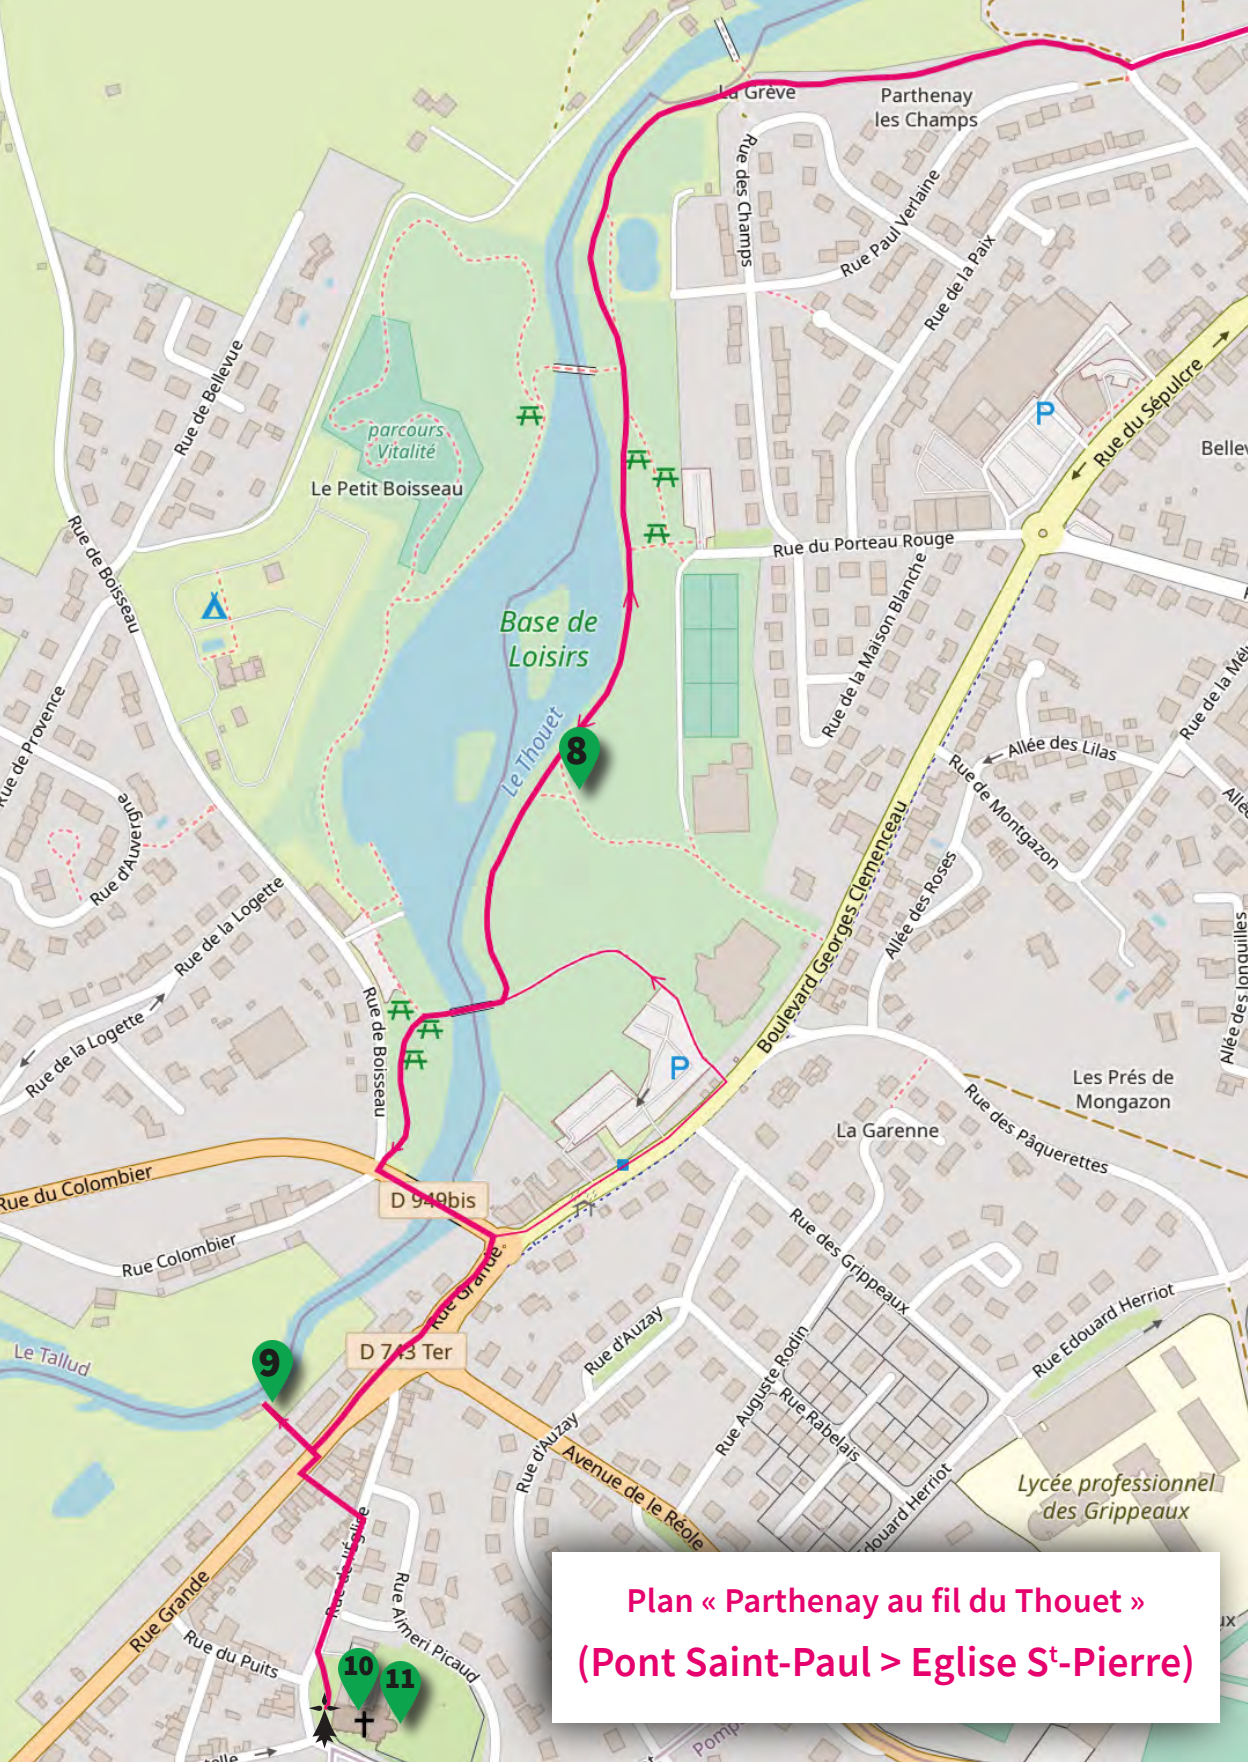 La Grève
Parthenay
les Champs
Rue des Champs
Rue Paul Verlaine
Rue de la Paix
Rue de Bellevue
parcours
Vitalité
Le Petit Boisseau
P
Rue du Sépulcre
Rue de Boisseau
Rue du Porteau Rouge
Rue de la Maison Blanche
Base de
Loisirs
Rue de Provence
Le Thouet
8
Allée des Lilas
Rue de Montgazon
Rue d'Auvergne
Boulevard Georges Clemenceau
Allée des Roses
Rue de la Logette
Rue de la Logette
Rue de Boisseau
Allée des Jonquilles
P
Les Prés de
Mongazon
La Garenne
Rue des Pâquerettes
Rue du Colombier
D 949bis
Rue Colombier
Rue des Grippeaux
Rue Grande
D 743 Ter
Le Tallud
9
Rue d'Auzay
Rue Auguste Rodin
Rue Edouard Herriot
Rue Rabelais
Rue d'Auzay
Avenue de le Réole
Lycée professionnel
des Grippeaux
Edouard Herriot
Rue de l'Église
Rue Grande
Rue Aimeri Picaud
Rue du Puits
10
11
Plan « Parthenay au fil du Thouet »
(Pont Saint-Paul > Eglise St-Pierre)